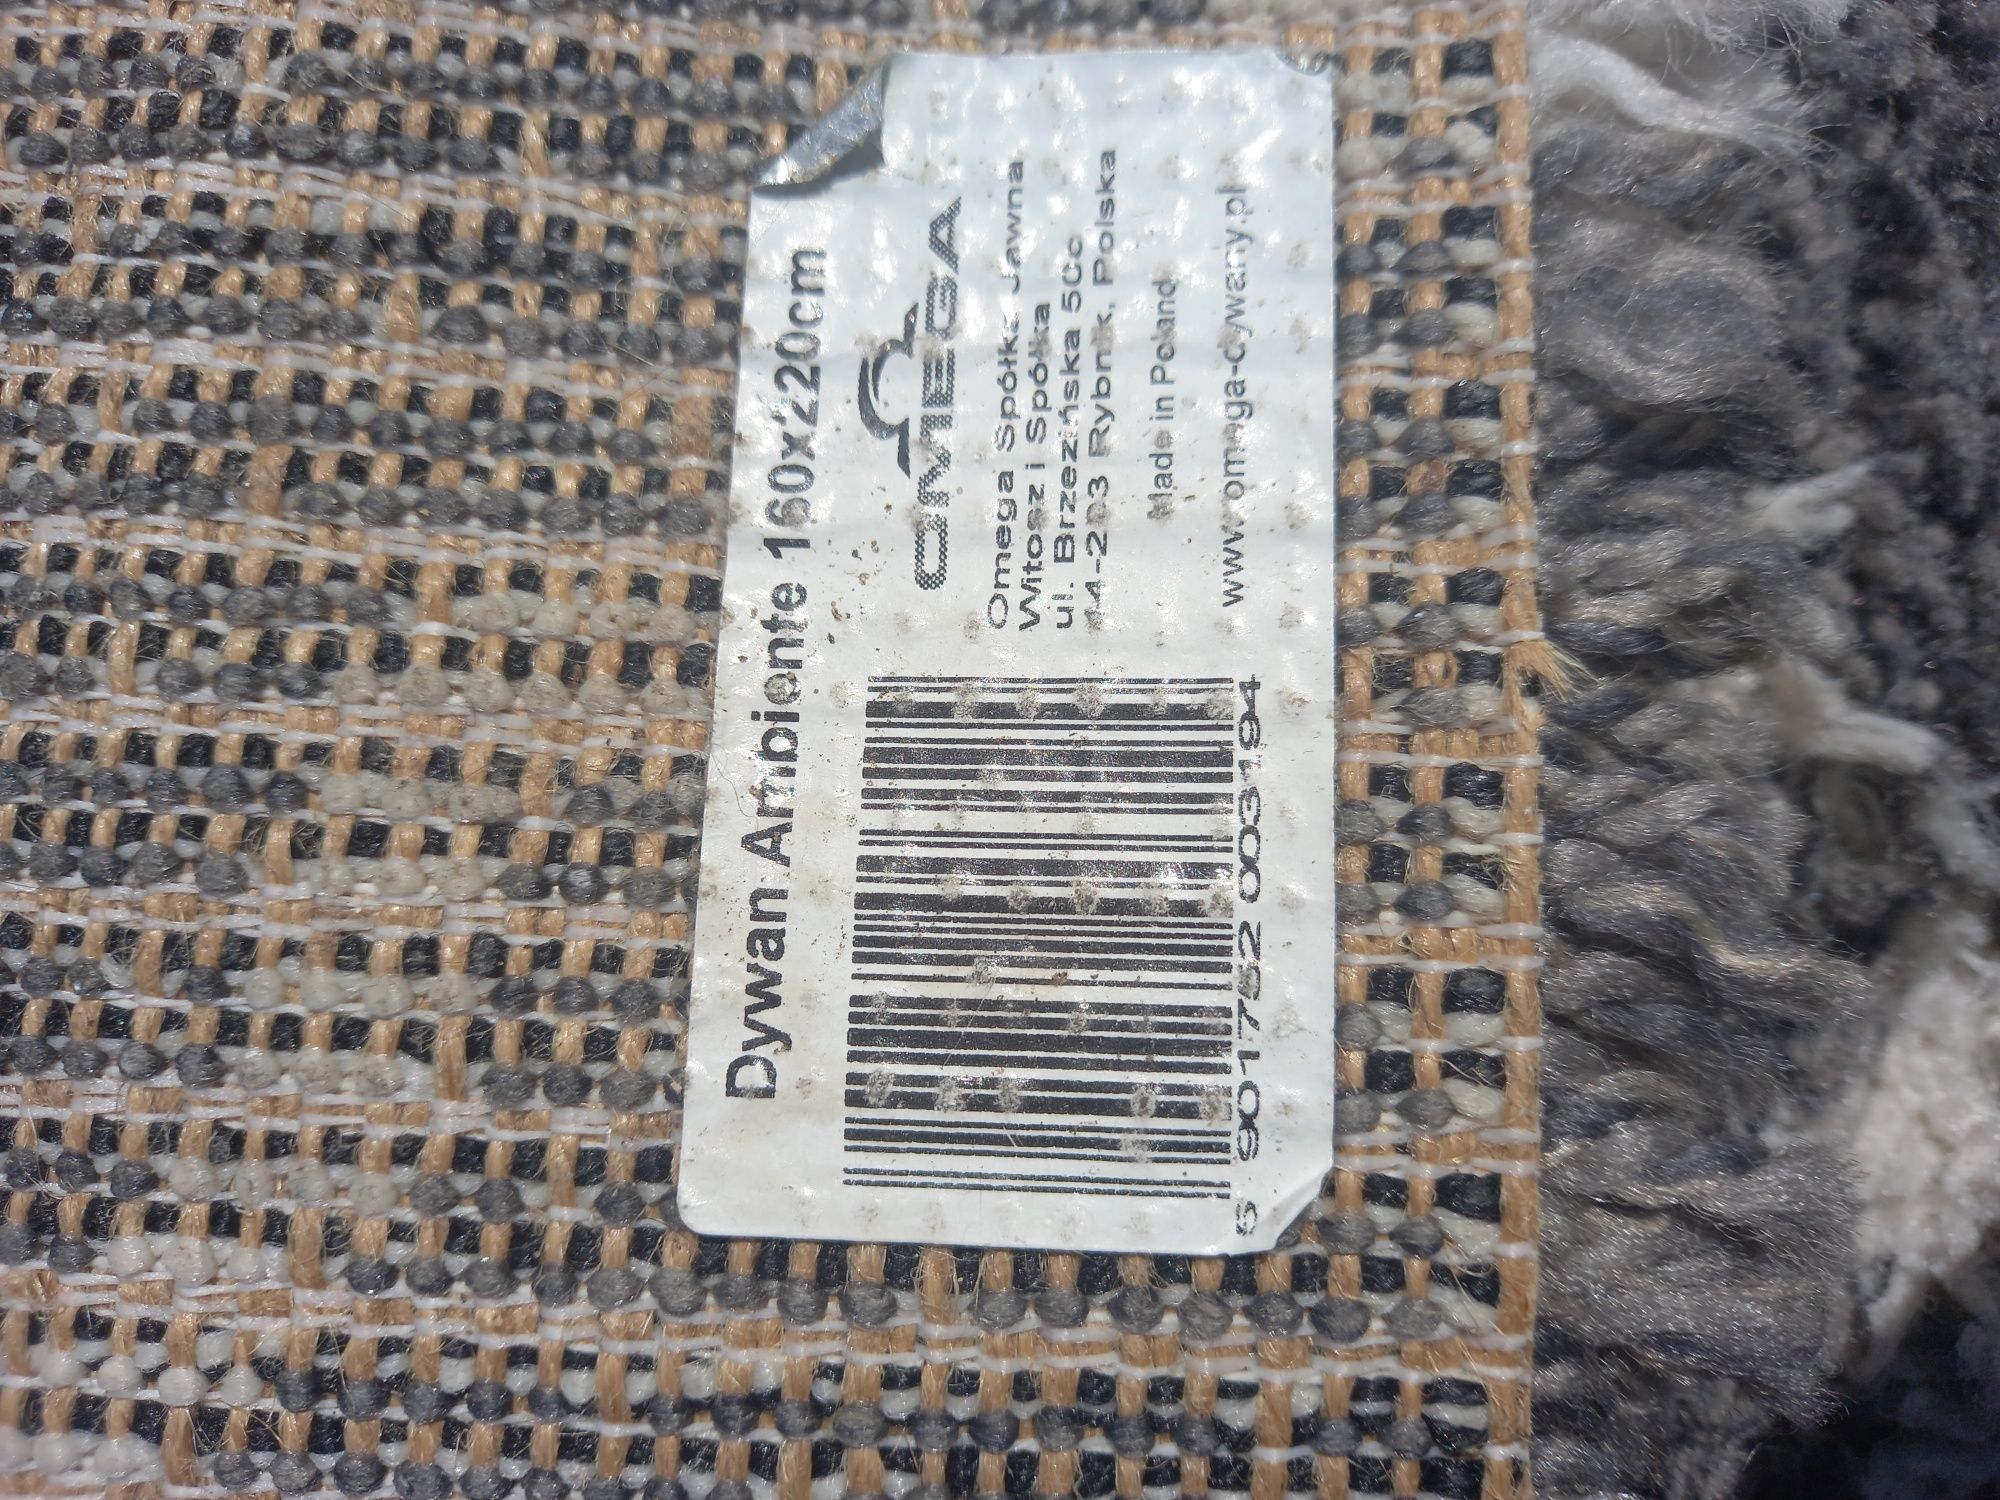 Dywan Ambiente 160x220cm
OMEGA
Omega Spółka Jawna
Witosz i Spółka
ul. Brzezińska 50c
44-203 Rybnik, Polska
Made in Poland
www.omega-dywany.pl
5 901752 003194